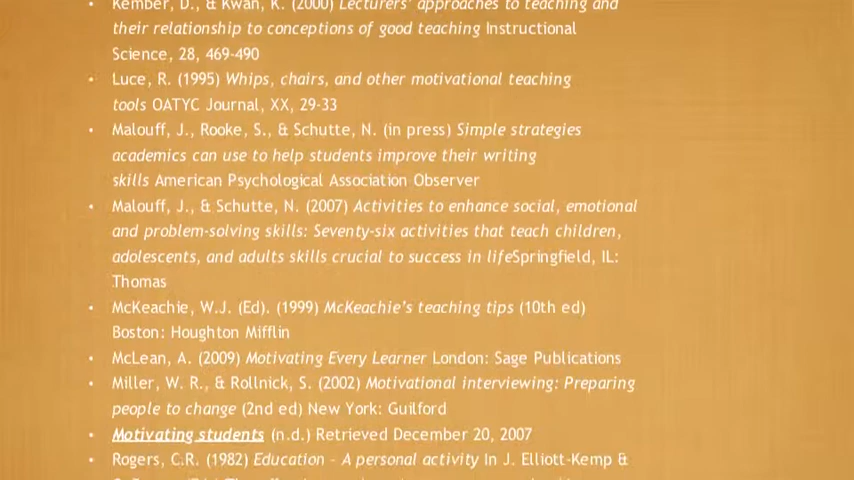 • Kember, D., & Kwan, K. (2000) Lecturers' approaches to teaching and
their relationship to conceptions of good teaching Instructional
Science, 28, 469-490
• Luce, R. (1995) Whips, chairs, and other motivational teaching
tools OATYC Journal, XX, 29-33
• Malouff, J., Rooke, S., & Schutte, N. (in press) Simple strategies
academics can use to help students improve their writing
skills American Psychological Association Observer
• Malouff, J., & Schutte, N. (2007) Activities to enhance social, emotional
and problem-solving skills: Seventy-six activities that teach children,
adolescents, and adults skills crucial to success in lifeSpringfield, IL:
Thomas
• McKeachie, W.J. (Ed). (1999) McKeachie's teaching tips (10th ed)
Boston: Houghton Mifflin
• McLean, A. (2009) Motivating Every Learner London: Sage Publications
• Miller, W. R., & Rollnick, S. (2002) Motivational interviewing: Preparing
people to change (2nd ed) New York: Guilford
• Motivating students (n.d.) Retrieved December 20, 2007
• Rogers, C.R. (1982) Education - A personal activity In J. Elliott-Kemp &